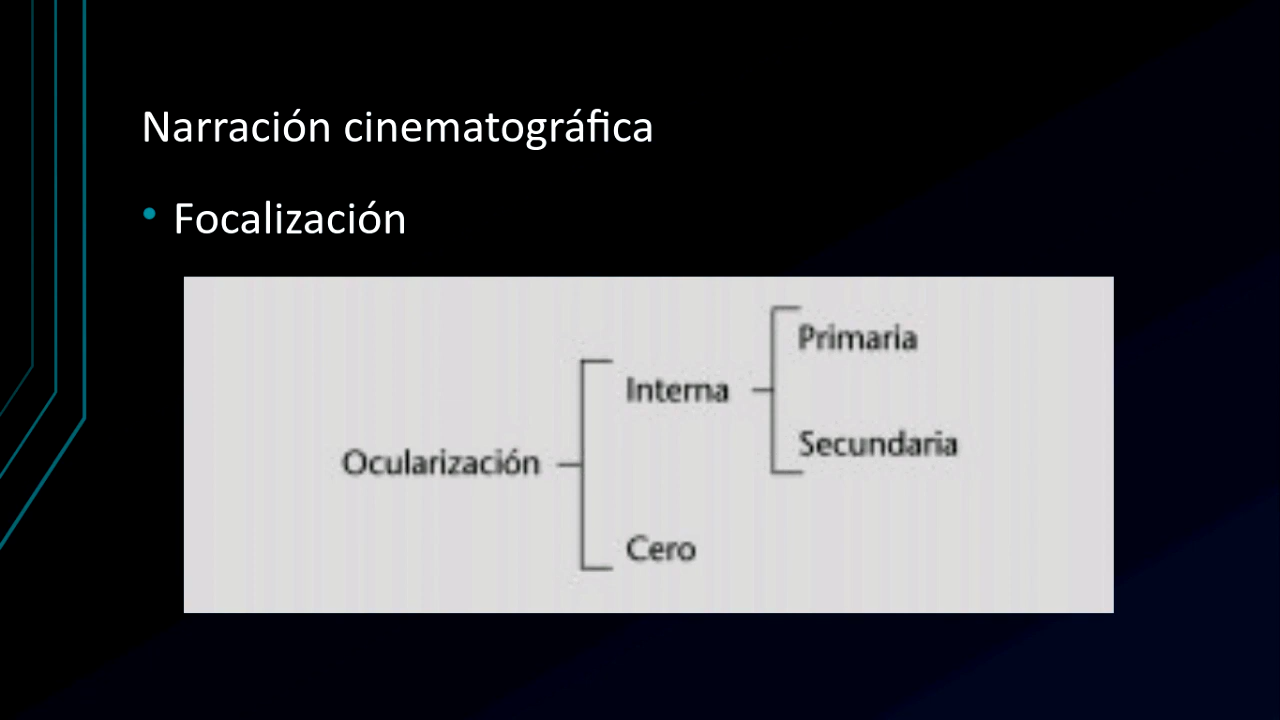 Narración cinematográfica
• Focalización
Primaria
Interna
Secundaria
Ocularización
Cero